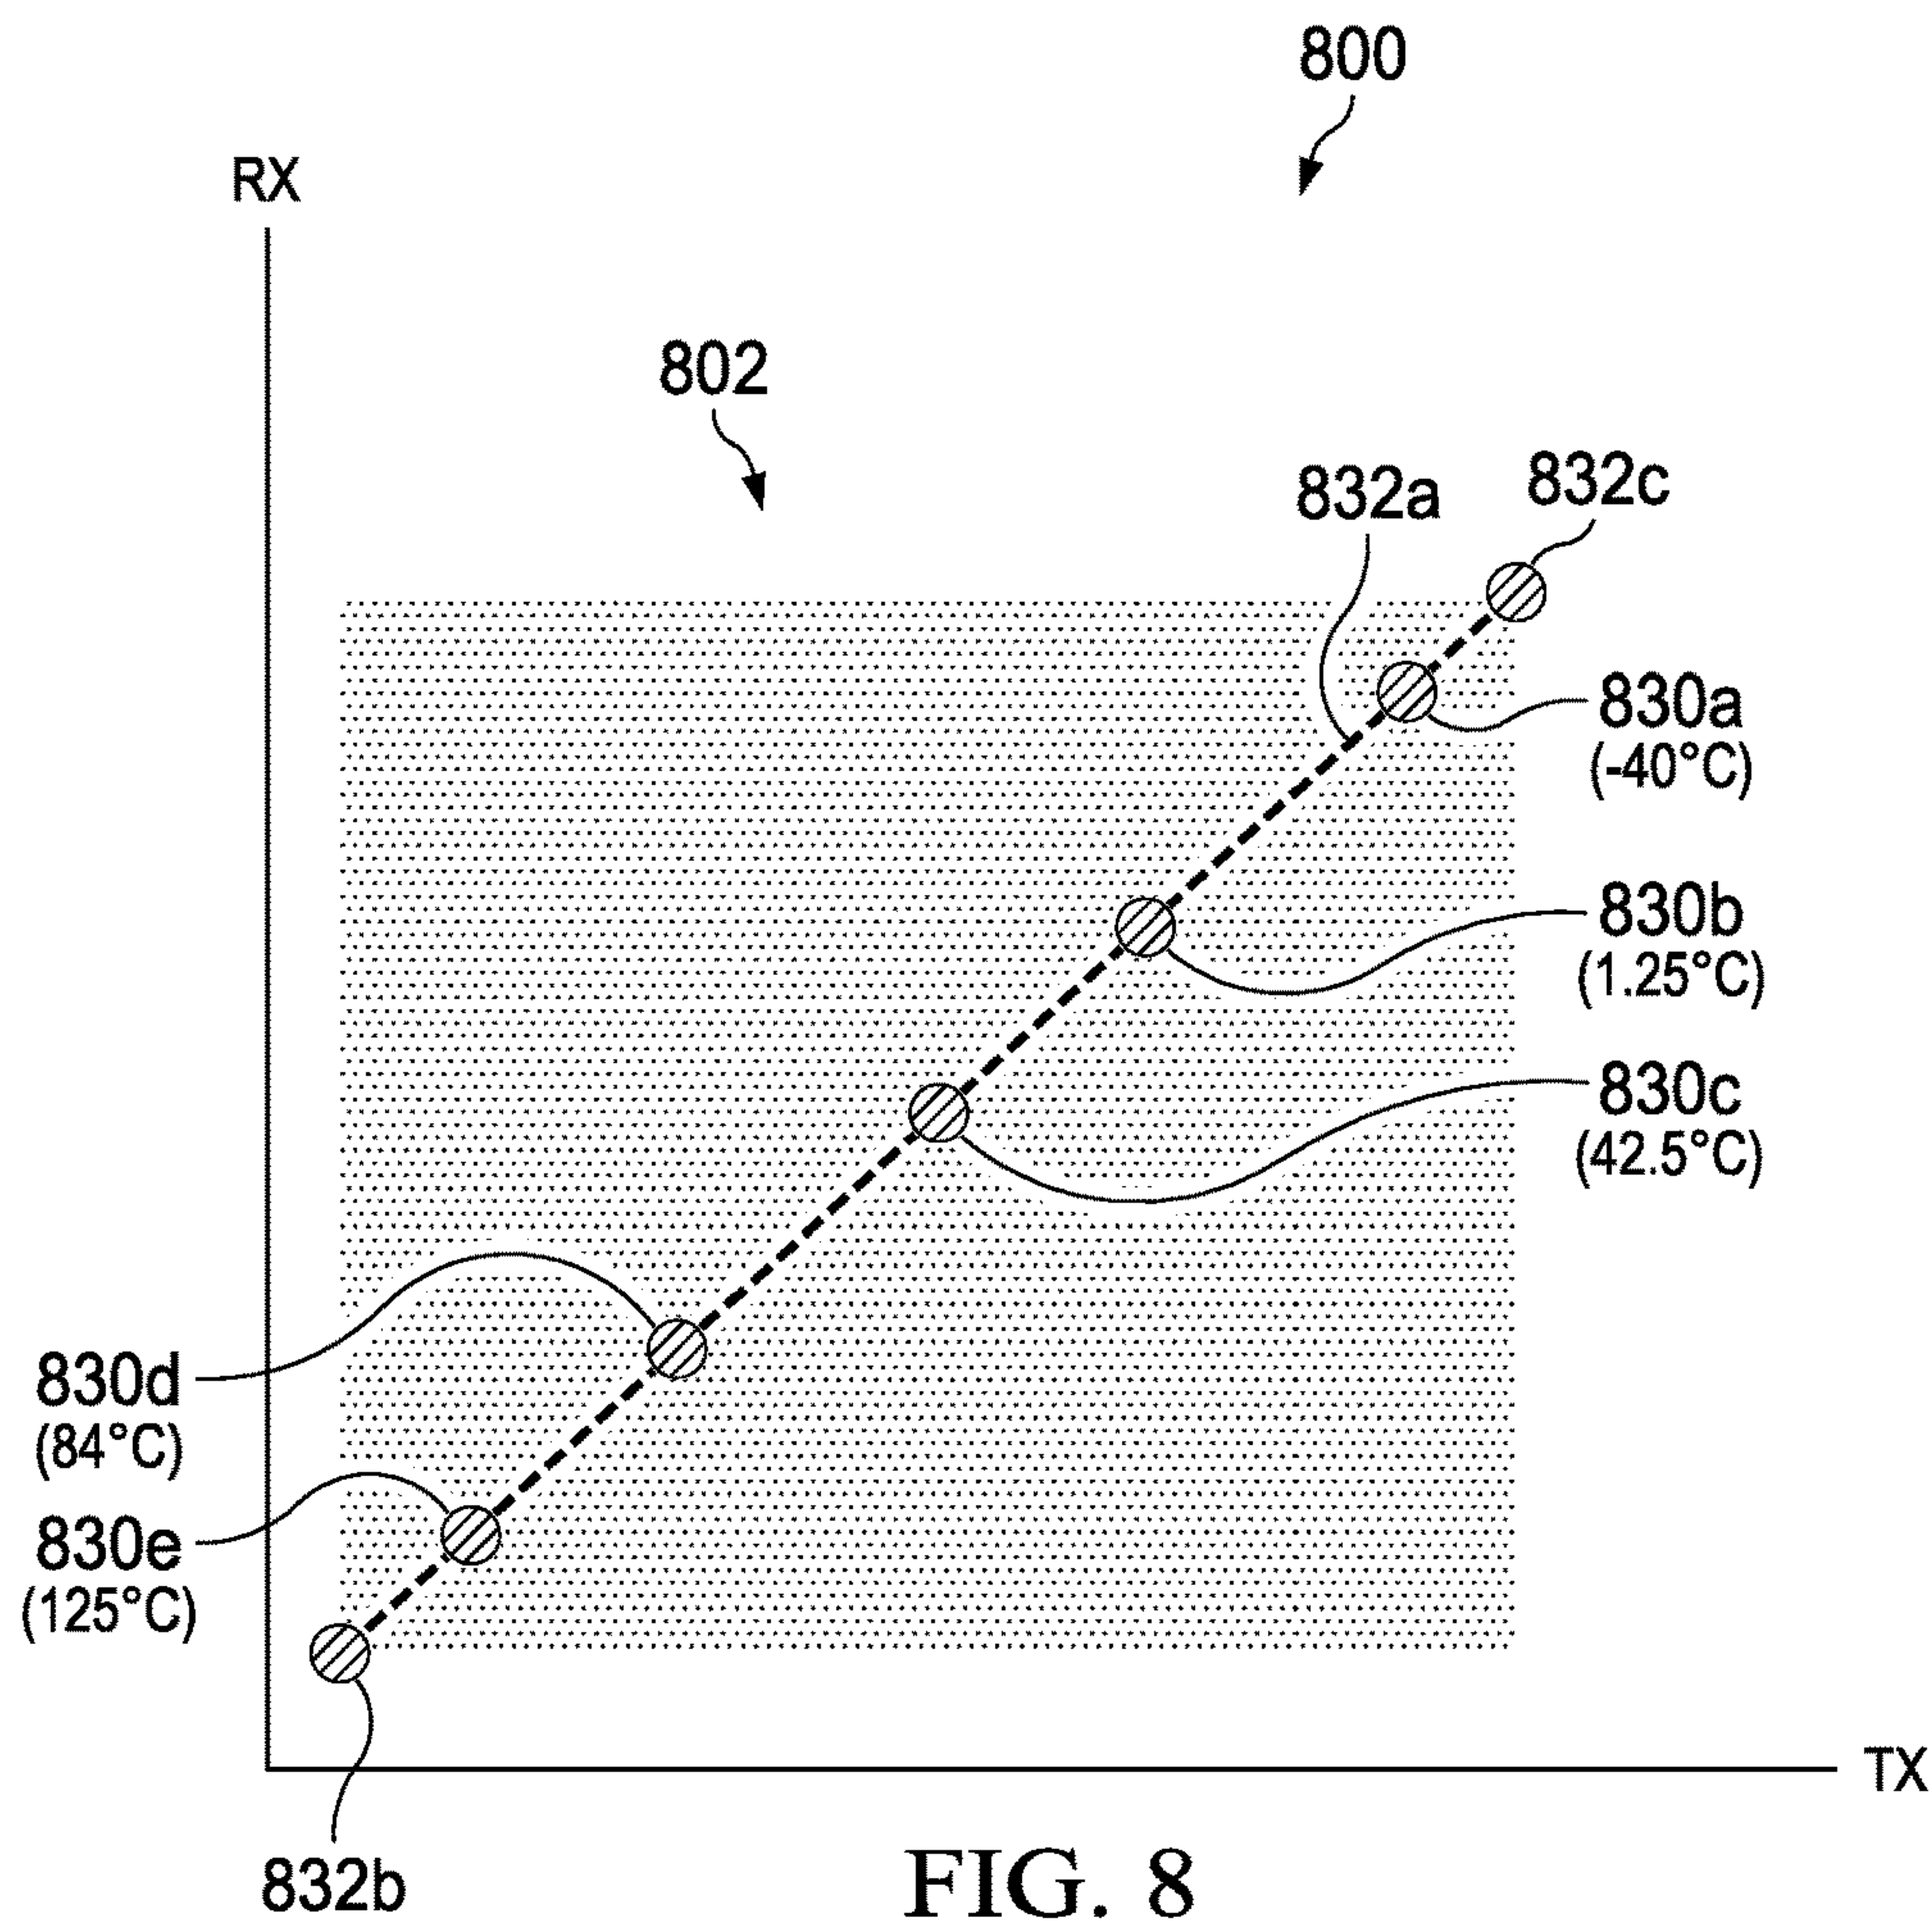 800
RX
802
832c
832a
830a
(-40°C)
830b
(1.25°C)
830c
(42.5°C)
830d
(84°C)
830e
(125°C)
TX
832b
FIG. 8